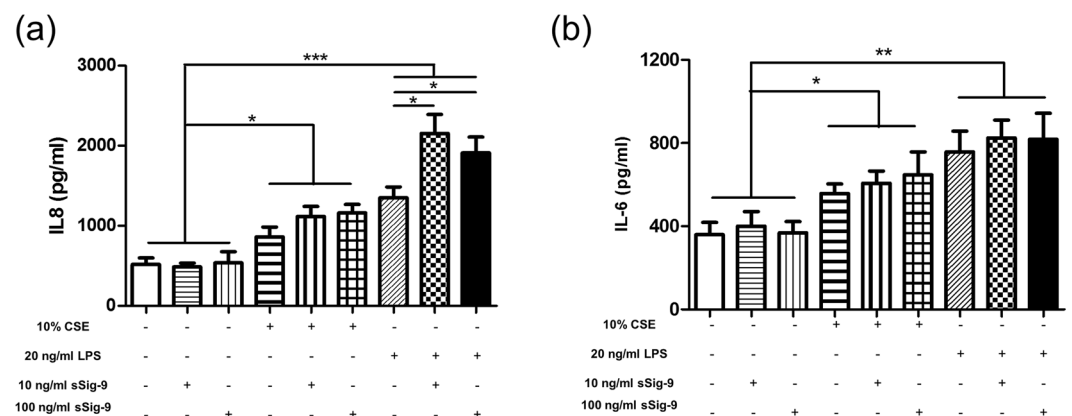 (a)
IL8 (pg/ml)
3000
2000
1000
0
***
*
*
*
10% CSE - - - + + + - - -
20 ng/ml LPS - - - - - - + + +
10 ng/ml sSig-9 - + - - + - - + -
100 ng/ml sSig-9 - - + - - + - - +
(b)
IL-6 (pg/ml)
1200
800
400
0
**
*
10% CSE - - - + + + - - -
20 ng/ml LPS - - - - - - + + +
10 ng/ml sSig-9 - + - - + - - + -
100 ng/ml sSig-9 - - + - - + - - +